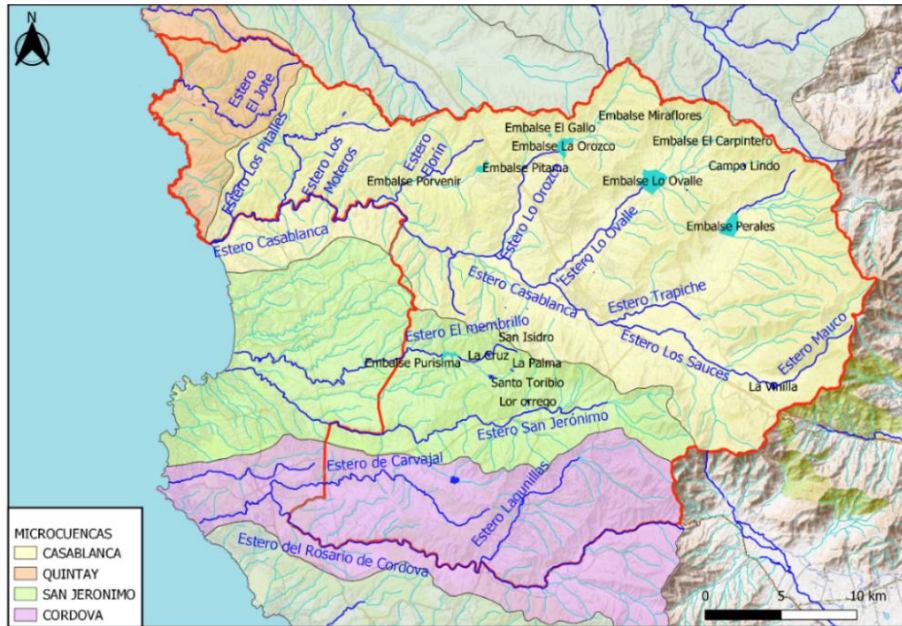 N
Estero
El Jote
Estero Los Pitalles
Estero Los
Moteros
Estero
Elorin
Embalse Porvenir
Embalse Pitama
Embalse El Gallo
Embalse La Orozco
Embalse Miraflores
Embalse El Carpintero
Campo Lindo
Embalse Lo Ovalle
Embalse Perales
Estero Lo Orozco
Estero Lo Ovalle
Estero Casablanca
Estero Casablanca
Estero Trapiche
Estero Los Sauces
Estero Mauco
La Vinilla
Estero El membrillo
San Isidro
Embalse Purisima
La Cruz
La Palma
Santo Toribio
Lor orrego
Estero San Jerónimo
Estero de Carvajal
Estero Lagunillas
Estero del Rosario de Cordova
MICROCUENCAS
CASABLANCA
QUINTAY
SAN JERONIMO
CORDOVA
0 5 10 km